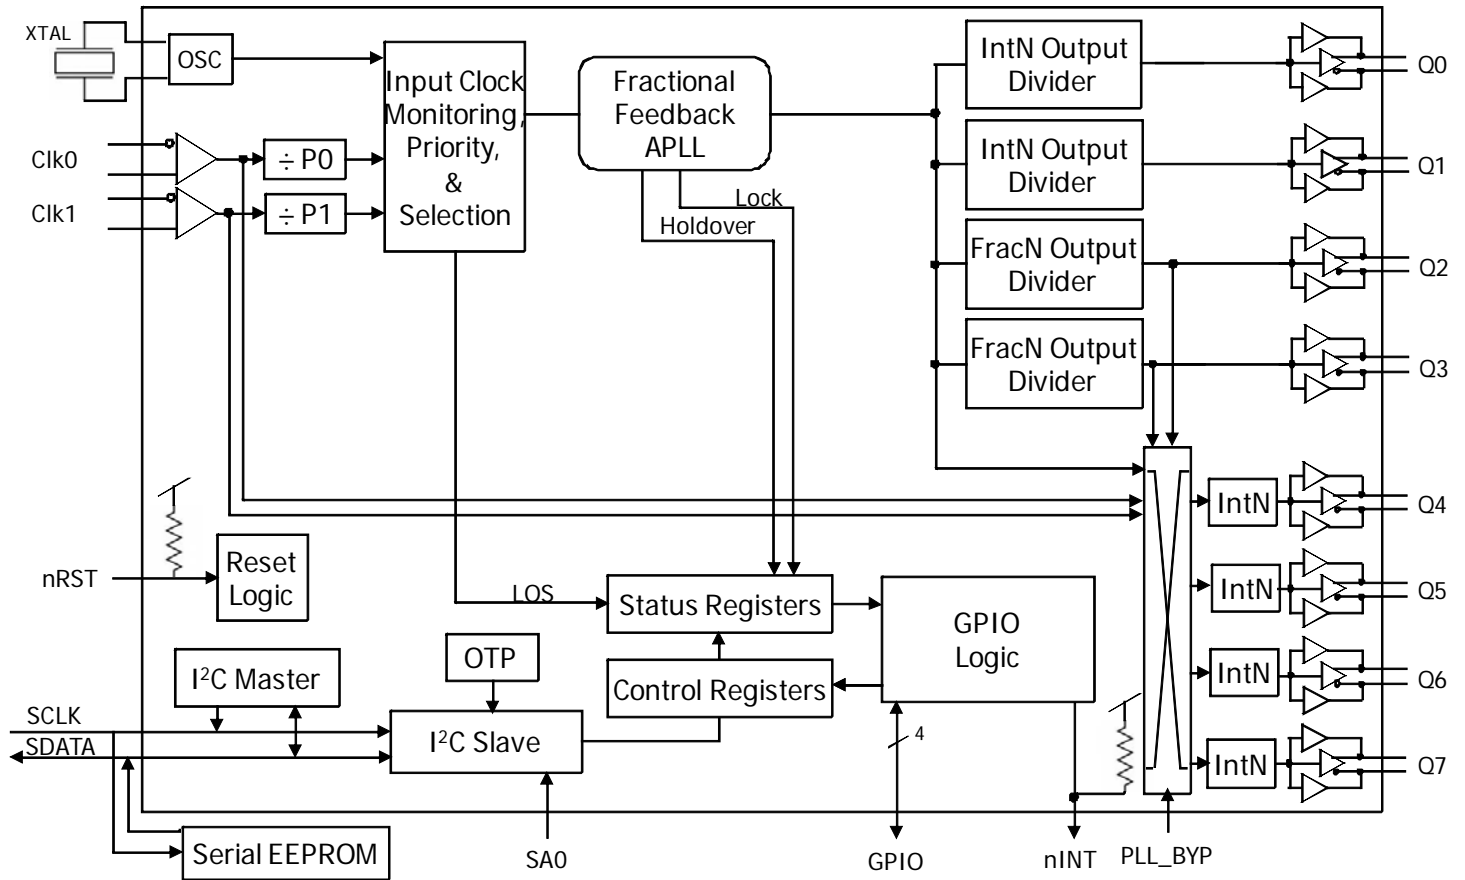 XTAL
OSC
Input Clock
Monitoring,
Priority,
&
Selection
Fractional
Feedback
APLL
IntN Output
Divider
Q0
Clk0
÷ P0
Clk1
÷ P1
IntN Output
Divider
Q1
Lock
Holdover
FracN Output
Divider
Q2
FracN Output
Divider
Q3
IntN
Q4
nRST
Reset
Logic
LOS
Status Registers
GPIO
Logic
IntN
Q5
OTP
I²C Master
Control Registers
IntN
Q6
SCLK
SDATA
I²C Slave
4
IntN
Q7
Serial EEPROM
SA0
GPIO
nINT
PLL_BYP